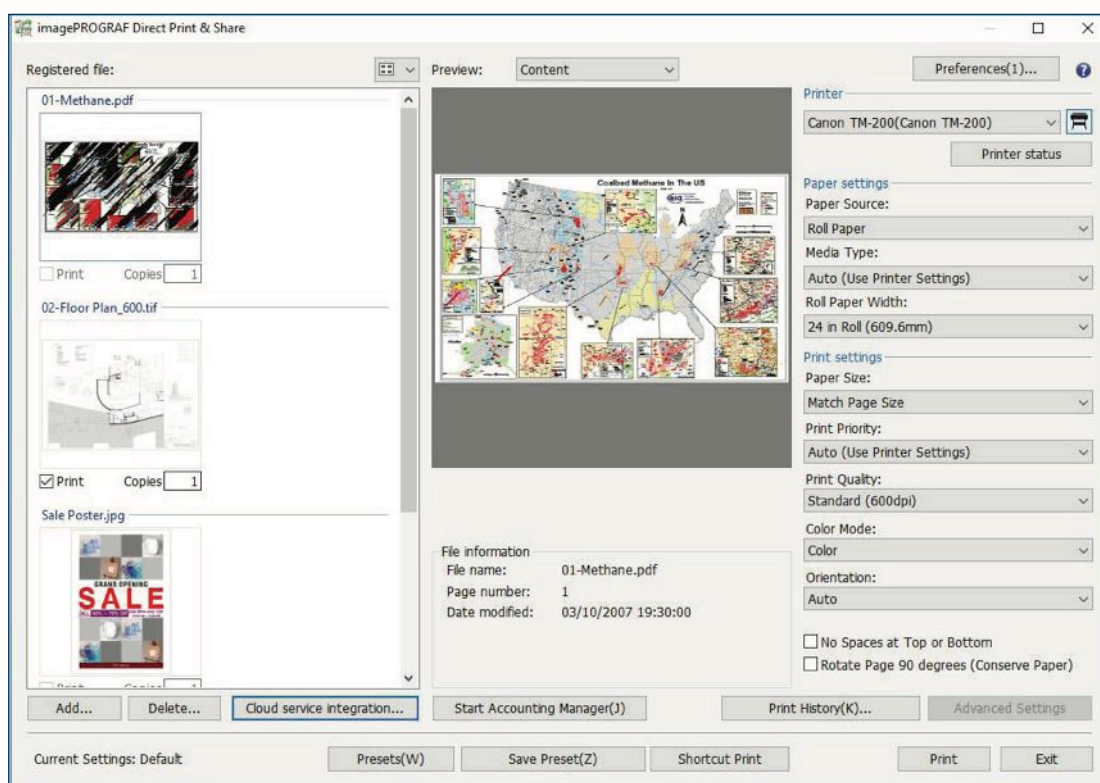 imagePROGRAF Direct Print & Share
Registered file:
Preview: Content
Preferences(1)...
01-Methane.pdf
Print Copies 1
02-Floor Plan_600.tif
Print Copies 1
Sale Poster.jpg
GRAND OPENING
SALE
Coalbed Methane In The US
File information
File name: 01-Methane.pdf
Page number: 1
Date modified: 03/10/2007 19:30:00
Printer
Canon TM-200(Canon TM-200)
Printer status
Paper settings
Paper Source:
Roll Paper
Media Type:
Auto (Use Printer Settings)
Roll Paper Width:
24 in Roll (609.6mm)
Print settings
Paper Size:
Match Page Size
Print Priority:
Auto (Use Printer Settings)
Print Quality:
Standard (600dpi)
Color Mode:
Color
Orientation:
Auto
No Spaces at Top or Bottom
Rotate Page 90 degrees (Conserve Paper)
Add... Delete... Cloud service integration... Start Accounting Manager(J) Print History(K)... Advanced Settings
Current Settings: Default Presets(W) Save Preset(Z) Shortcut Print Print Exit